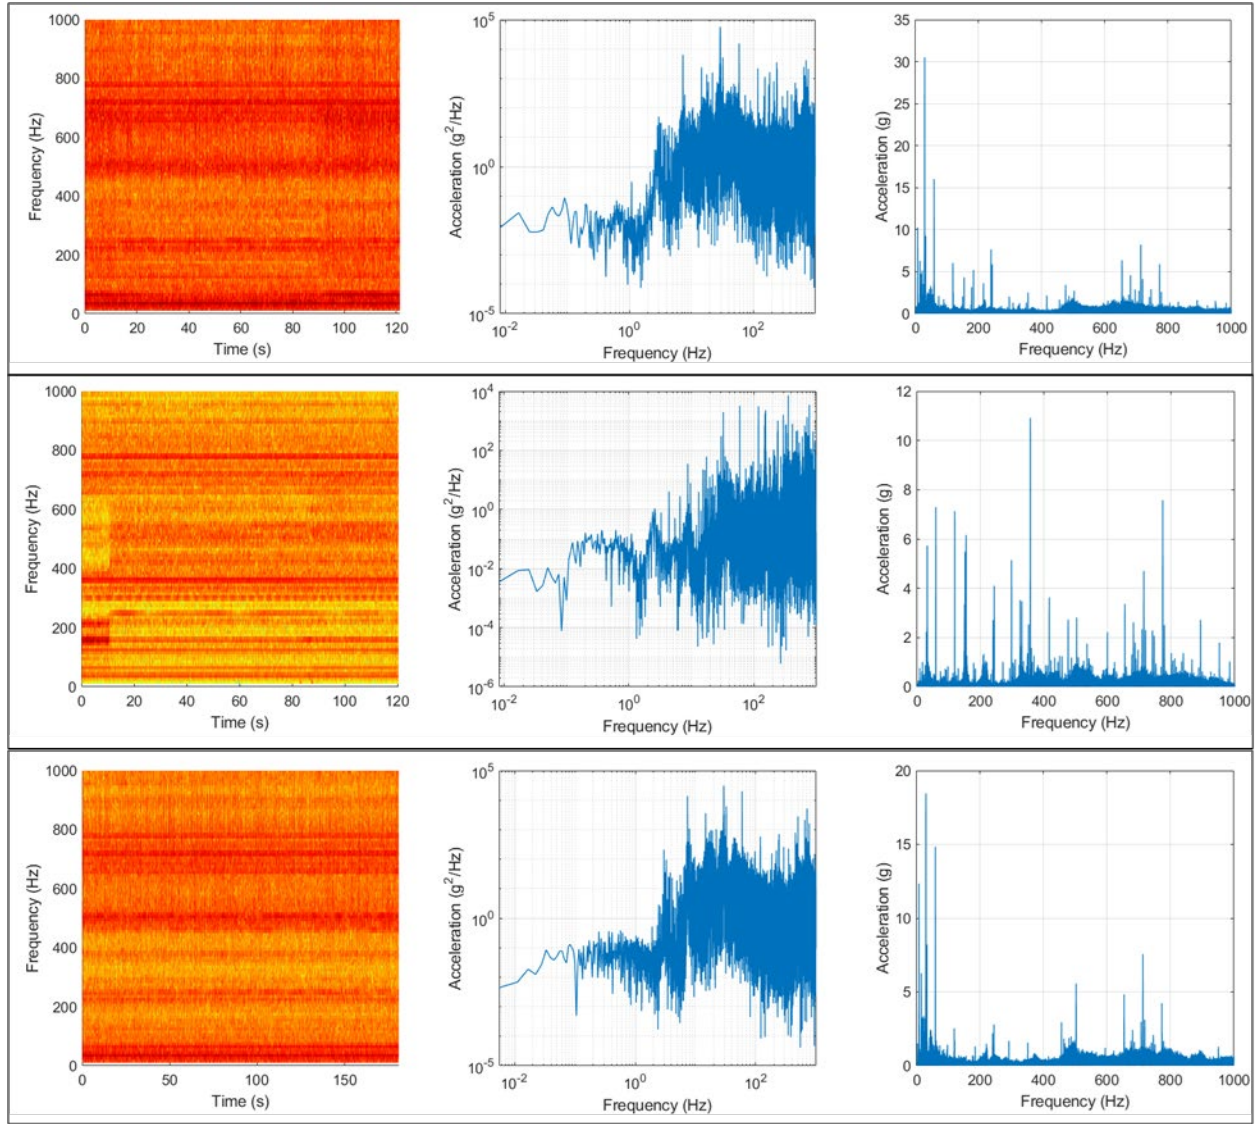 1000
800
600
400
200
0
0 20 40 60 80 100 120
Time (s)
Frequency (Hz)
10^5
10^0
10^-5
10^-2 10^0 10^2
Frequency (Hz)
Acceleration (g^2/Hz)
35
30
25
20
15
10
5
0
0 200 400 600 800 1000
Frequency (Hz)
Acceleration (g)
1000
800
600
400
200
0
0 20 40 60 80 100 120
Time (s)
Frequency (Hz)
10^4
10^2
10^0
10^-2
10^-4
10^-6
10^-2 10^0 10^2
Frequency (Hz)
Acceleration (g^2/Hz)
12
10
8
6
4
2
0
0 200 400 600 800 1000
Frequency (Hz)
Acceleration (g)
1000
800
600
400
200
0
0 50 100 150
Time (s)
Frequency (Hz)
10^5
10^0
10^-5
10^-2 10^0 10^2
Frequency (Hz)
Acceleration (g^2/Hz)
20
15
10
5
0
0 200 400 600 800 1000
Frequency (Hz)
Acceleration (g)